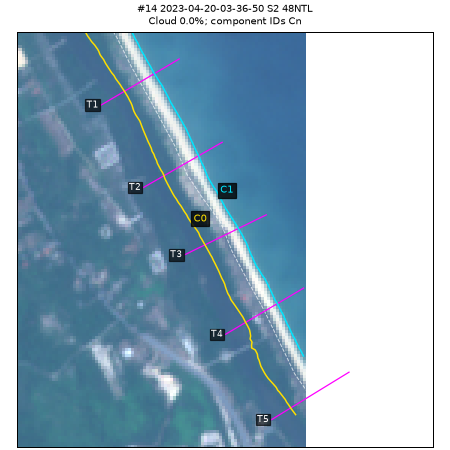 #14 2023-04-20-03-36-50 S2 48NTL
Cloud 0.0%; component IDs Cn
T1
T2
C1
C0
T3
T4
T5